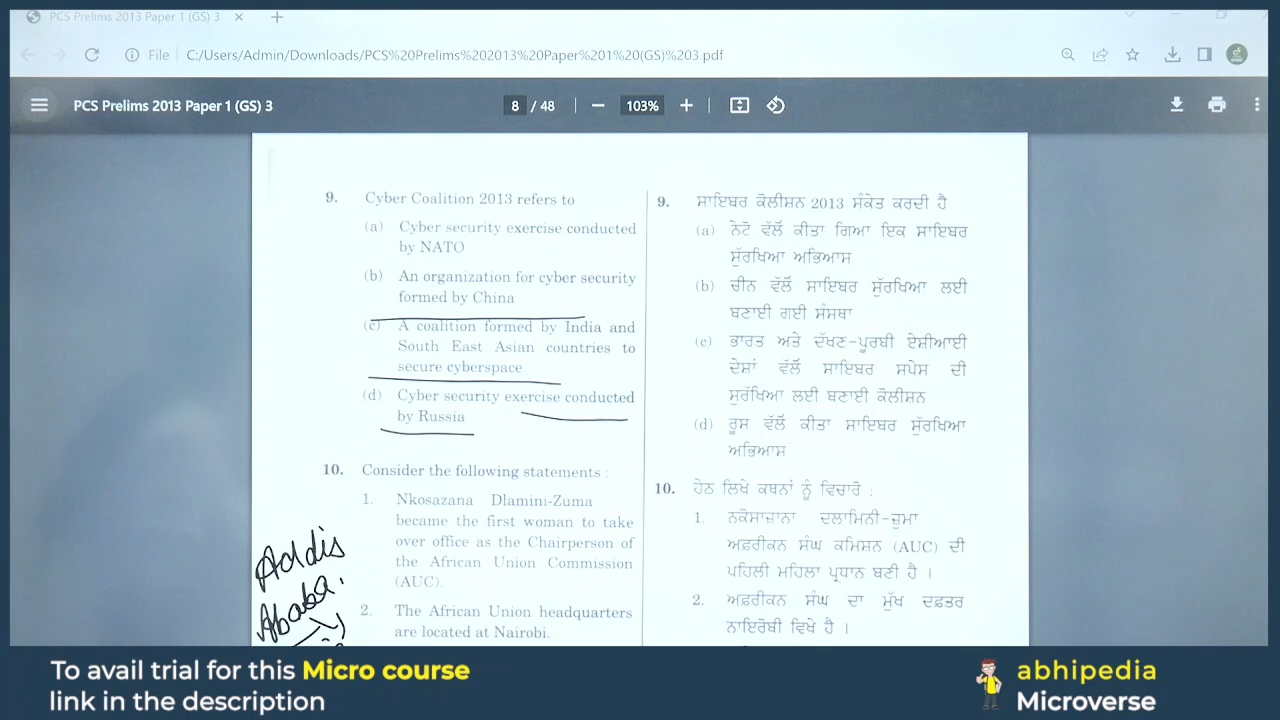 PCS Prelims 2013 Paper 1 (GS) 3
File
C:/Users/Admin/Downloads/PCS%20Prelims%202013%20Paper%201%20(GS)%203.pdf
PCS Prelims 2013 Paper 1 (GS) 3
8 / 48
103%
9. Cyber Coalition 2013 refers to
(a) Cyber security exercise conducted
by NATO
(b) An organization for cyber security
formed by China
(c) A coalition formed by India and
South East Asian countries to
secure cyberspace
(d) Cyber security exercise conducted
by Russia
10. Consider the following statements :
1. Nkosazana Dlamini-Zuma
became the first woman to take
over office as the Chairperson of
the African Union Commission
(AUC).
2. The African Union headquarters
are located at Nairobi.
Addis
Ababa.
9. ਸਾਇਬਰ ਕੋਲੀਸ਼ਨ 2013 ਸੰਕੇਤ ਕਰਦੀ ਹੈ
(a) ਨੇਟੋ ਵੱਲੋਂ ਕੀਤਾ ਗਿਆ ਇਕ ਸਾਇਬਰ
ਸੁੱਰਖਿਆ ਅਭਿਆਸ
(b) ਚੀਨ ਵੱਲੋਂ ਸਾਇਬਰ ਸੁੱਰਖਿਆ ਲਈ
ਬਣਾਈ ਗਈ ਸੰਸਥਾ
(c) ਭਾਰਤ ਅਤੇ ਦੱਖਣ-ਪੂਰਬੀ ਏਸ਼ੀਆਈ
ਦੇਸ਼ਾਂ ਵੱਲੋਂ ਸਾਇਬਰ ਸਪੇਸ ਦੀ
ਸੁਰੱਖਿਆ ਲਈ ਬਣਾਈ ਕੋਲੀਸ਼ਨ
(d) ਰੂਸ ਵੱਲੋਂ ਕੀਤਾ ਸਾਇਬਰ ਸੁੱਰਖਿਆ
ਅਭਿਆਸ
10. ਹੇਠ ਲਿਖੇ ਕਥਨਾਂ ਨੂੰ ਵਿਚਾਰੋ :
1. ਨਕੋਸਾਜ਼ਾਨਾ ਦਲਾਮਿਨੀ-ਜ਼ੁਮਾ
ਅਫ਼ਰੀਕਨ ਸੰਘ ਕਮਿਸ਼ਨ (AUC) ਦੀ
ਪਹਿਲੀ ਮਹਿਲਾ ਪ੍ਰਧਾਨ ਬਣੀ ਹੈ ।
2. ਅਫ਼ਰੀਕਨ ਸੰਘ ਦਾ ਮੁੱਖ ਦਫ਼ਤਰ
ਨਾਇਰੋਬੀ ਵਿਖੇ ਹੈ ।
To avail trial for this Micro course
link in the description
abhipedia
Microverse